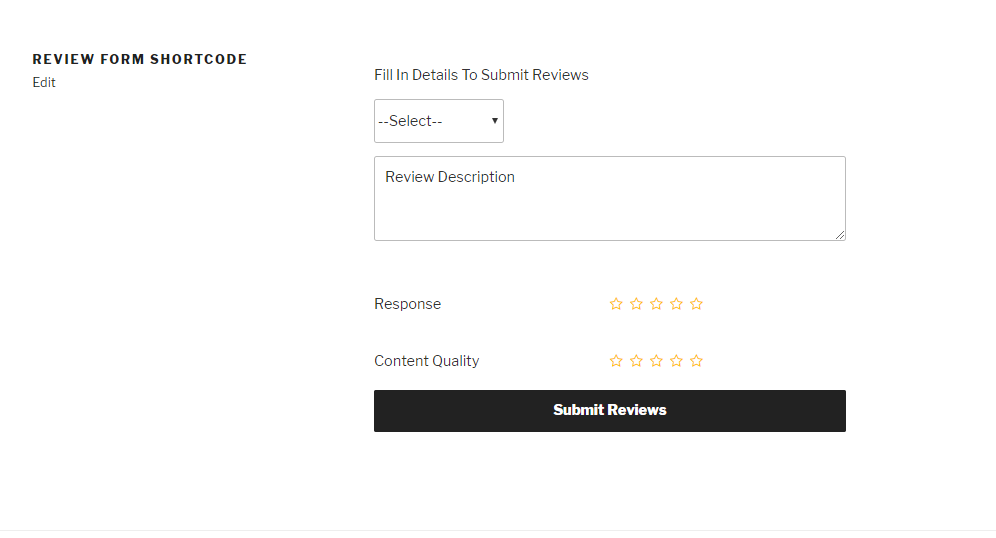 REVIEW FORM SHORTCODE
Edit
Fill In Details To Submit Reviews
--Select--
Review Description
Response
Content Quality
Submit Reviews